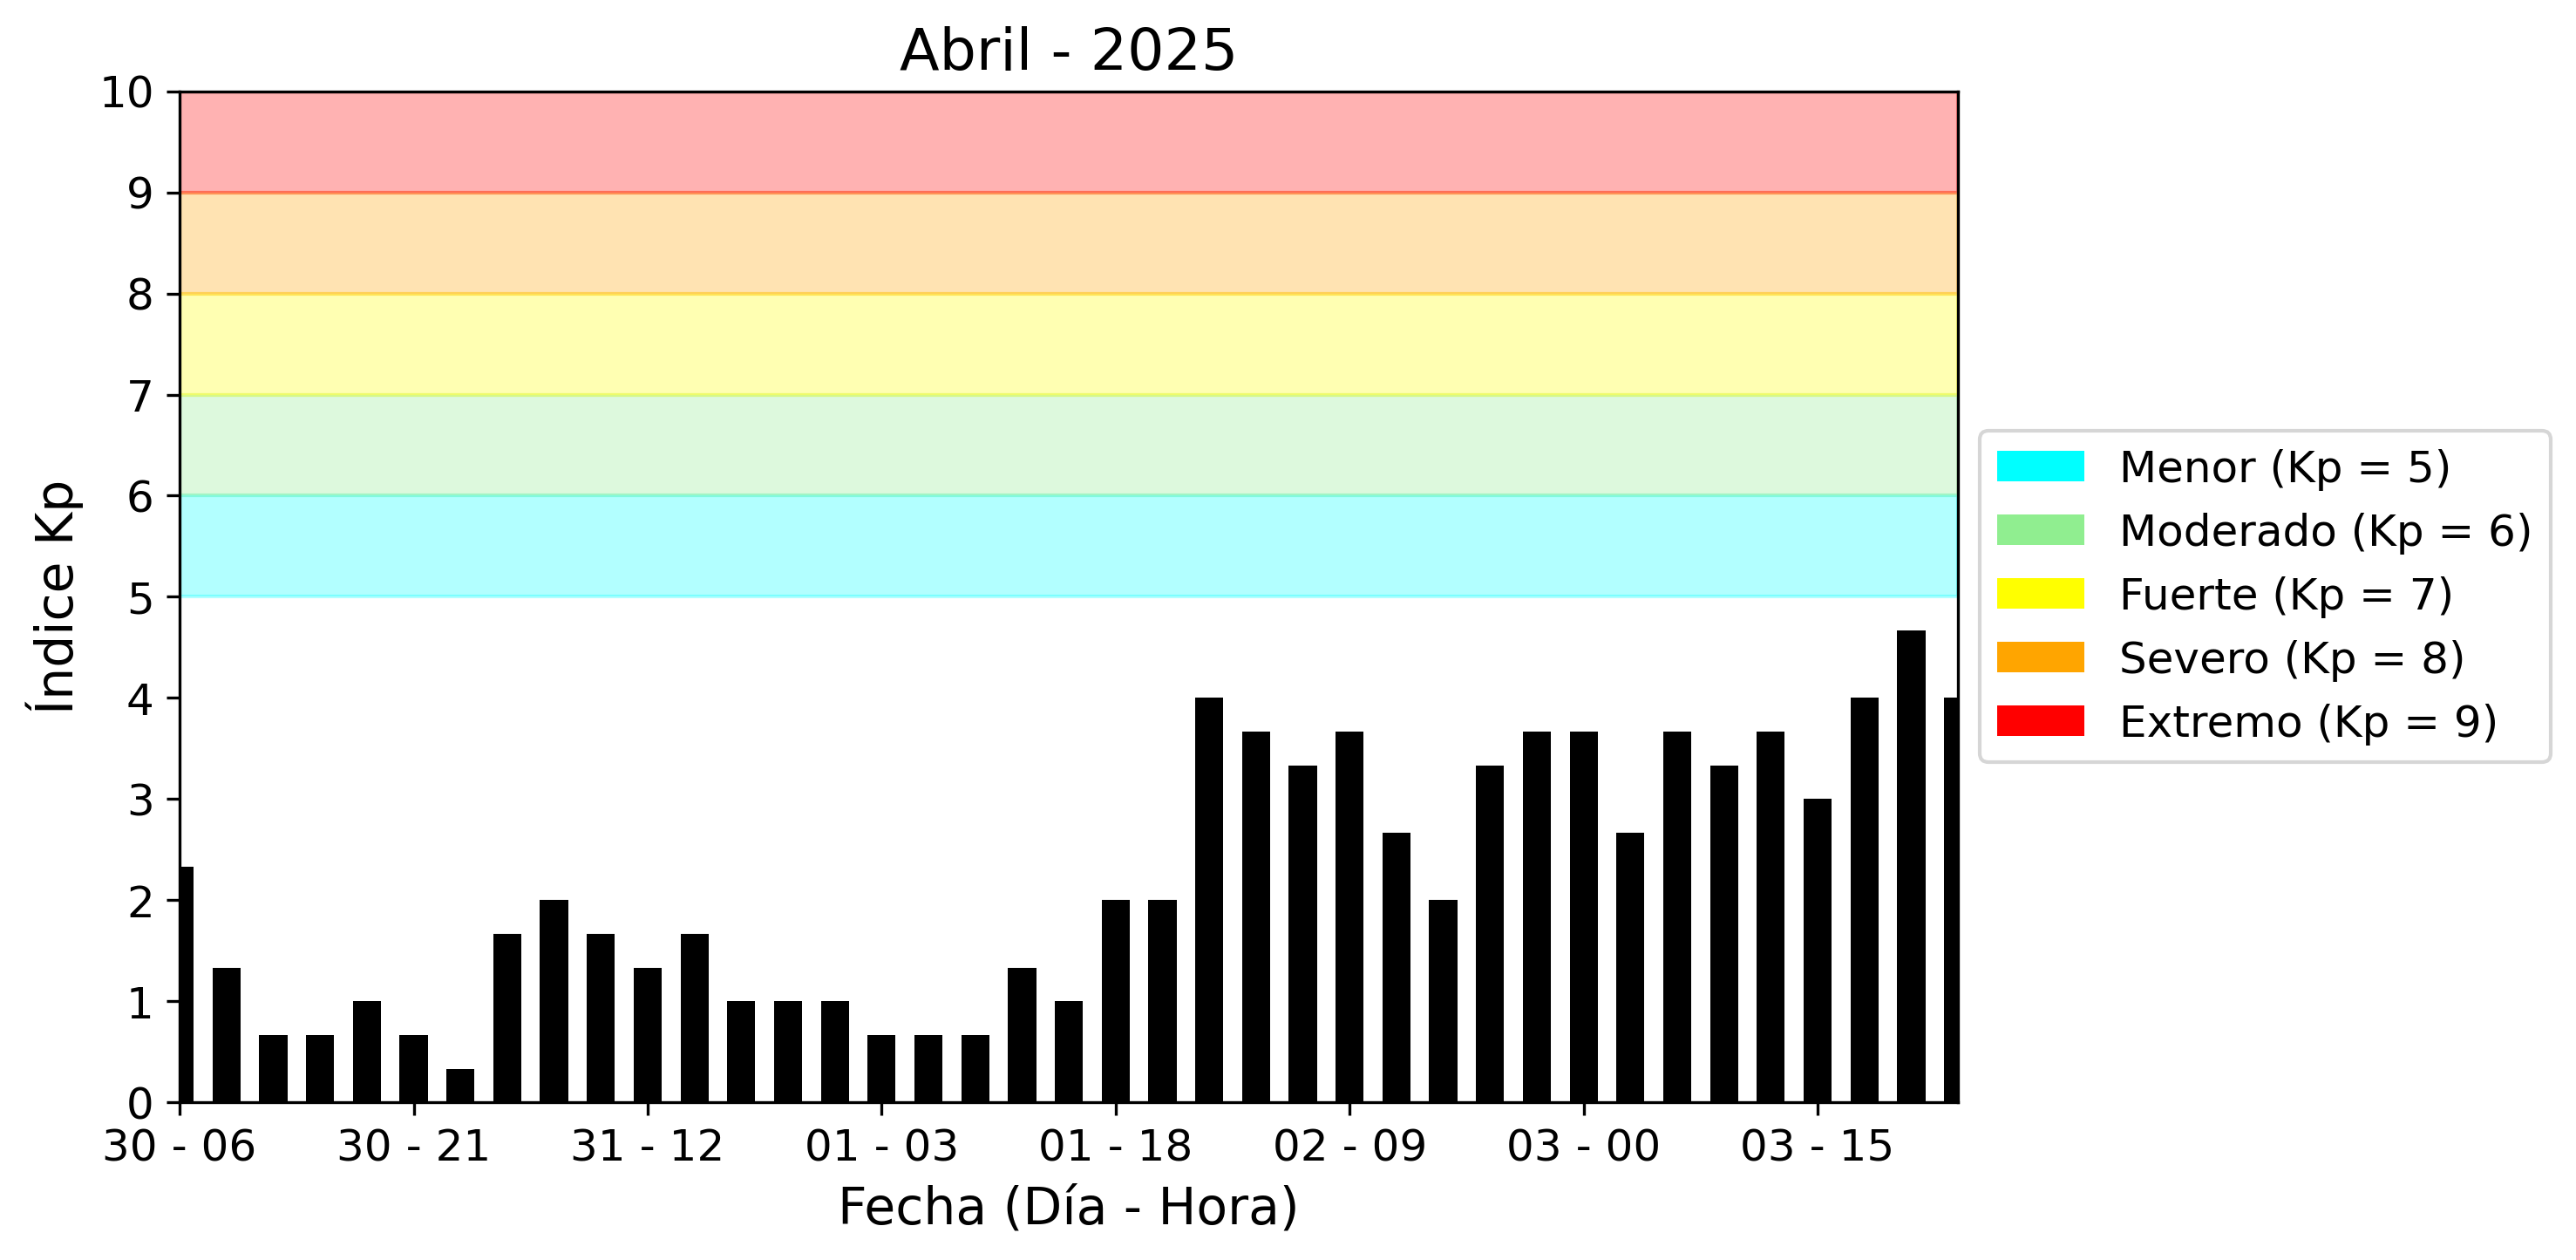 Abril - 2025
10
9
8
7
6
5
4
3
2
1
0
Índice Kp
30 - 06 30 - 21 31 - 12 01 - 03 01 - 18 02 - 09 03 - 00 03 - 15
Fecha (Día - Hora)
Menor (Kp = 5)
Moderado (Kp = 6)
Fuerte (Kp = 7)
Severo (Kp = 8)
Extremo (Kp = 9)